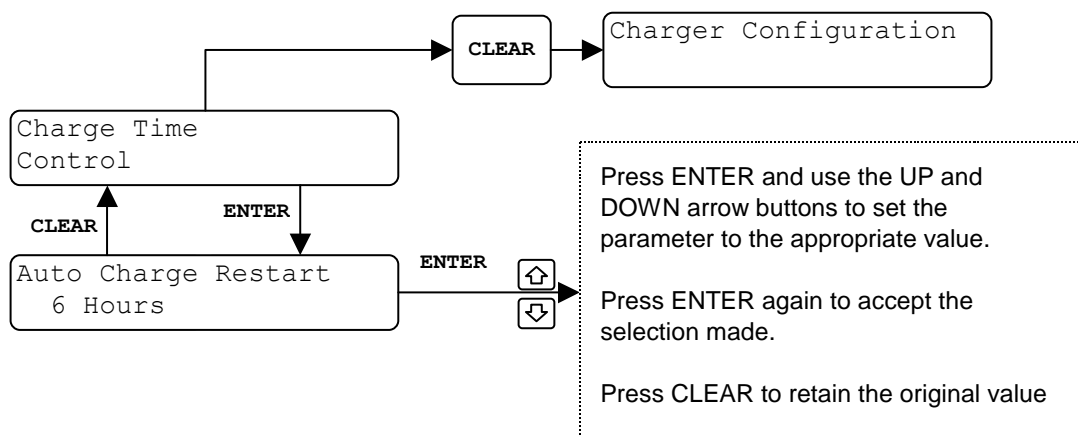 CLEAR
Charger Configuration
Charge Time
Control
CLEAR
ENTER
Auto Charge Restart
6 Hours
ENTER
Press ENTER and use the UP and
DOWN arrow buttons to set the
parameter to the appropriate value.
Press ENTER again to accept the
selection made.
Press CLEAR to retain the original value